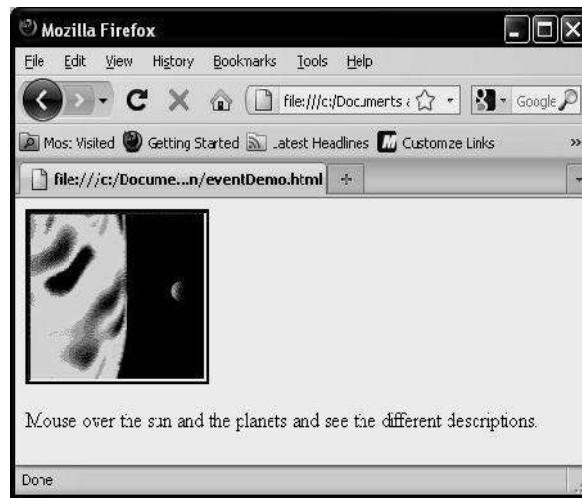 Mozilla Firefox
File Edit View History Bookmarks Tools Help
file:///c:/Documents a Google
Most Visited Getting Started Latest Headlines Customize Links »
file:///c:/Docume...n/eventDemo.html
Mouse over the sun and the planets and see the different descriptions.
Done